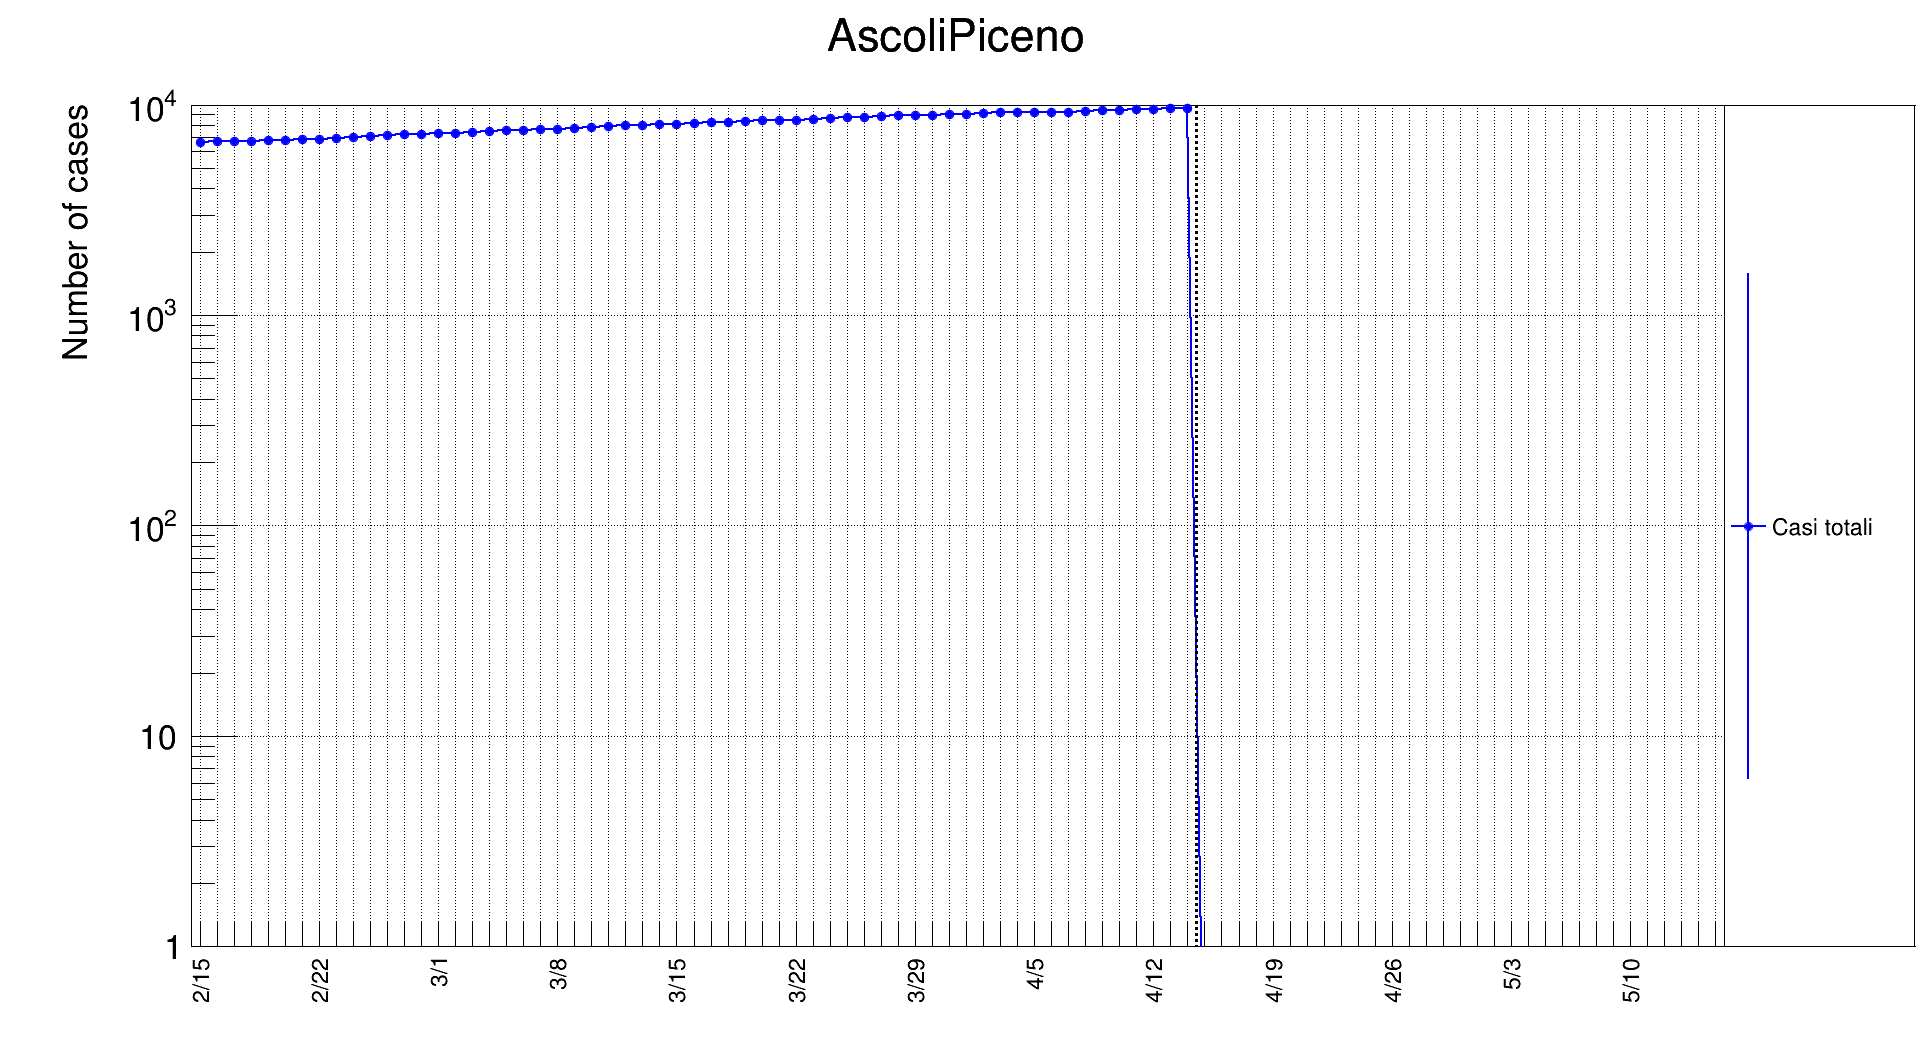 AscoliPiceno
Number of cases
10^4
10^3
10^2
10
1
2/15 2/22 3/1 3/8 3/15 3/22 3/29 4/5 4/12 4/19 4/26 5/3 5/10
Casi totali